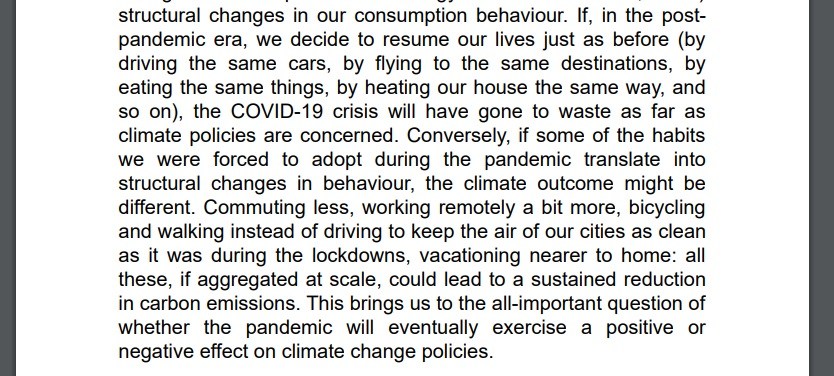 structural changes in our consumption behaviour. If, in the post-
pandemic era, we decide to resume our lives just as before (by
driving the same cars, by flying to the same destinations, by
eating the same things, by heating our house the same way, and
so on), the COVID-19 crisis will have gone to waste as far as
climate policies are concerned. Conversely, if some of the habits
we were forced to adopt during the pandemic translate into
structural changes in behaviour, the climate outcome might be
different. Commuting less, working remotely a bit more, bicycling
and walking instead of driving to keep the air of our cities as clean
as it was during the lockdowns, vacationing nearer to home: all
these, if aggregated at scale, could lead to a sustained reduction
in carbon emissions. This brings us to the all-important question of
whether the pandemic will eventually exercise a positive or
negative effect on climate change policies.